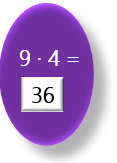 9 · 4 =
36